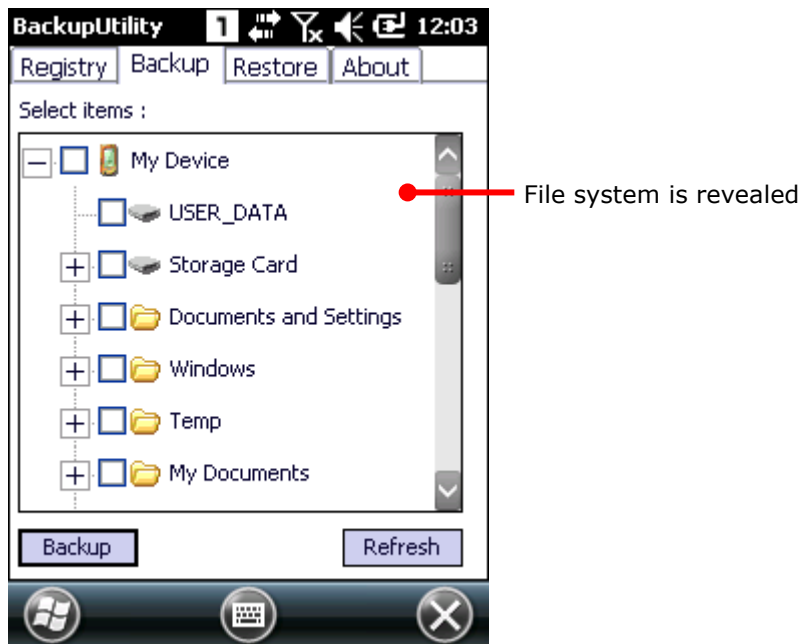 BackupUtility 1 12:03
Registry Backup Restore About
Select items :
My Device
File system is revealed
USER_DATA
Storage Card
Documents and Settings
Windows
Temp
My Documents
Backup Refresh